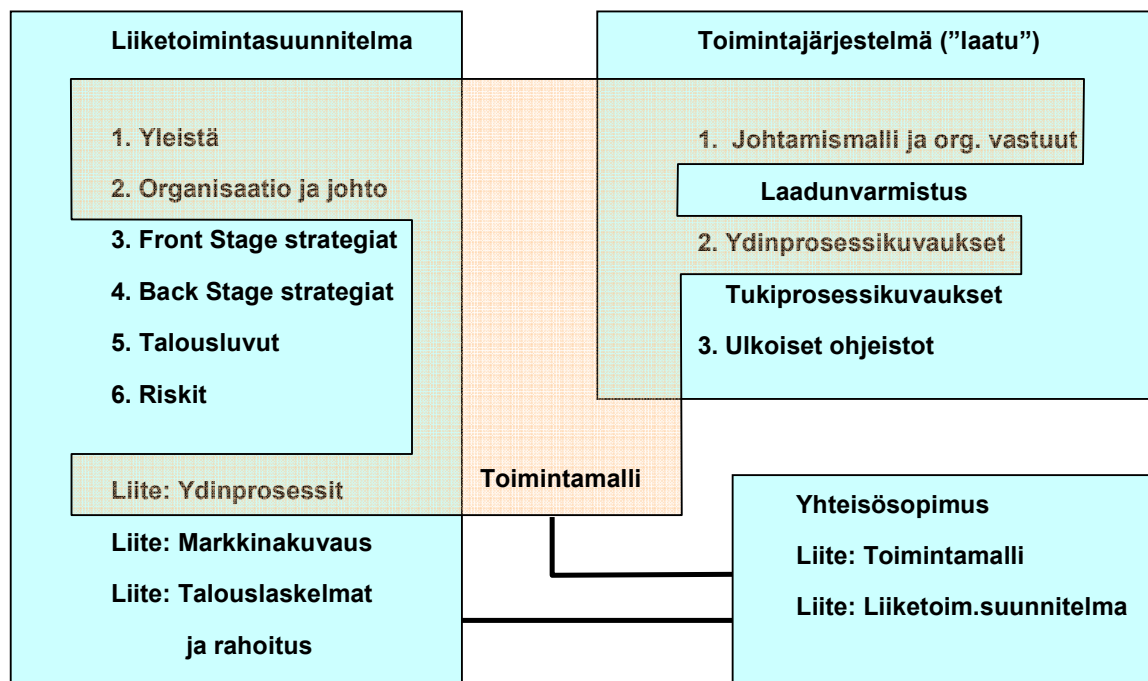 Liiketoimintasuunnitelma
1. Yleistä
2. Organisaatio ja johto
3. Front Stage strategiat
4. Back Stage strategiat
5. Talousluvut
6. Riskit
Liite: Ydinprosessit
Liite: Markkinakuvaus
Liite: Talouslaskelmat
ja rahoitus
Toimintamalli
Toimintajärjestelmä (”laatu”)
1. Johtamismalli ja org. vastuut
Laadunvarmistus
2. Ydinprosessikuvaukset
Tukiprosessikuvaukset
3. Ulkoiset ohjeistot
Yhteisösopimus
Liite: Toimintamalli
Liite: Liiketoim.suunnitelma